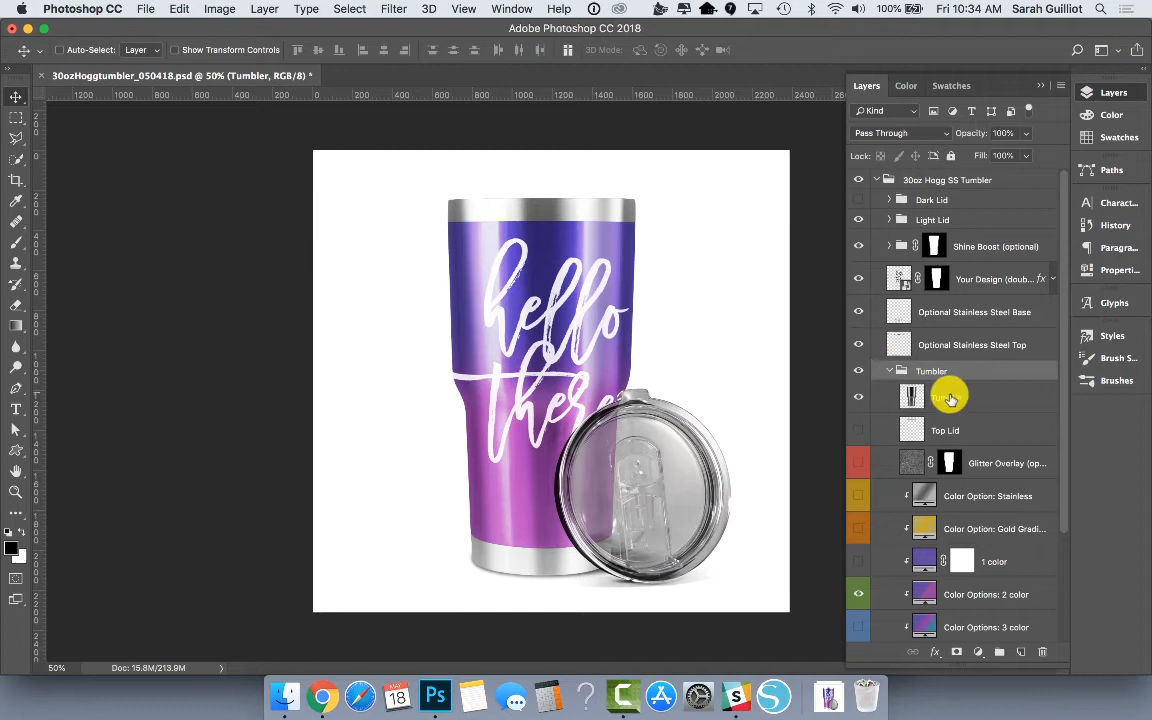 Photoshop CC File Edit Image Layer Type Select Filter 3D View Window Help 100% Fri 10:34 AM Sarah Guilliot
Adobe Photoshop CC 2018
Auto-Select: Layer Show Transform Controls 3D Mode:
30ozHoggtumbler_050418.psd @ 50% (Tumbler, RGB/8) *
1200 1000 800 600 400 200 0 200 400 600 800 1000 1200 1400 1600 1800 2000 2200 2400 2600
Layers Color Swatches
Kind
Pass Through Opacity: 100%
Lock: Fill: 100%
30oz Hogg SS Tumbler
Dark Lid
Light Lid
Shine Boost (optional)
Your Design (doub... fx
Optional Stainless Steel Base
Optional Stainless Steel Top
Tumbler
Top Lid
Glitter Overlay (op...
Color Option: Stainless
Color Option: Gold Gradi...
1 color
Color Options: 2 color
Color Options: 3 color
Layers
Color
Swatches
Paths
Charact...
History
Paragra...
Properti...
Glyphs
Styles
Brush S...
Brushes
hello
there
50% Doc: 15.8M/213.9M
MAY
18
Ps